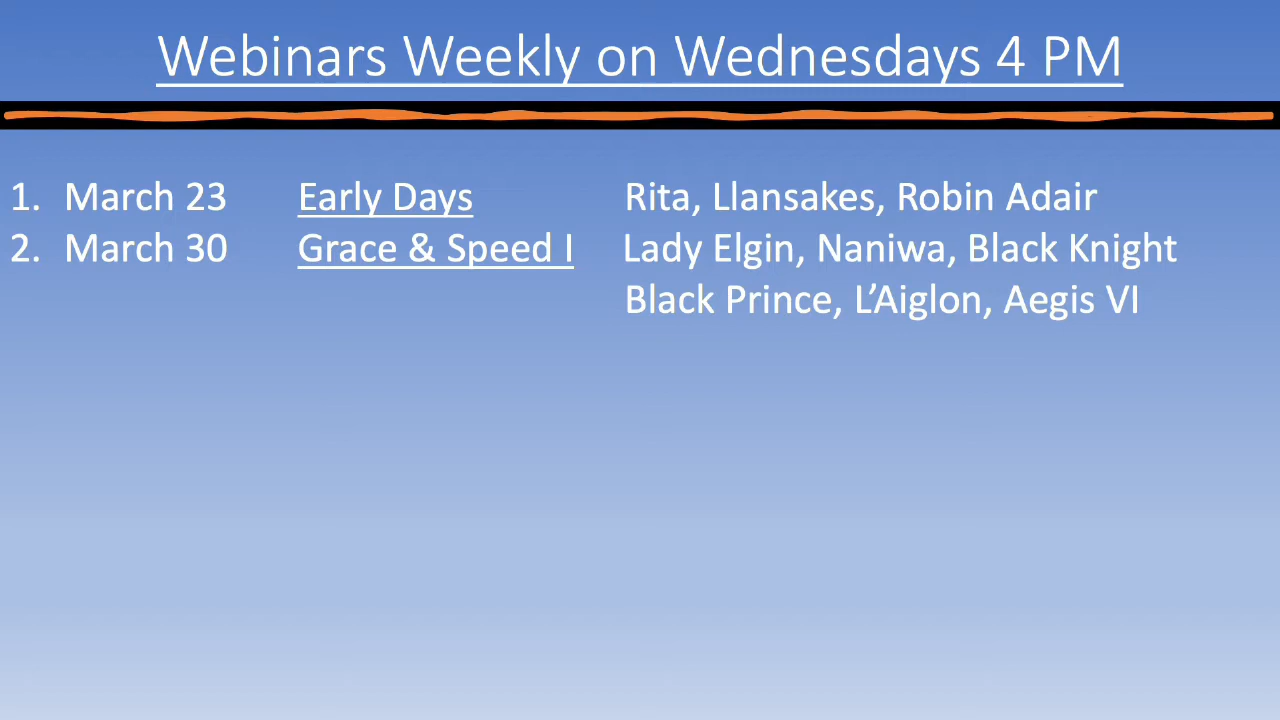 Webinars Weekly on Wednesdays 4 PM
1. March 23 Early Days Rita, Llansakes, Robin Adair
2. March 30 Grace & Speed I Lady Elgin, Naniwa, Black Knight
Black Prince, L’Aiglon, Aegis VI